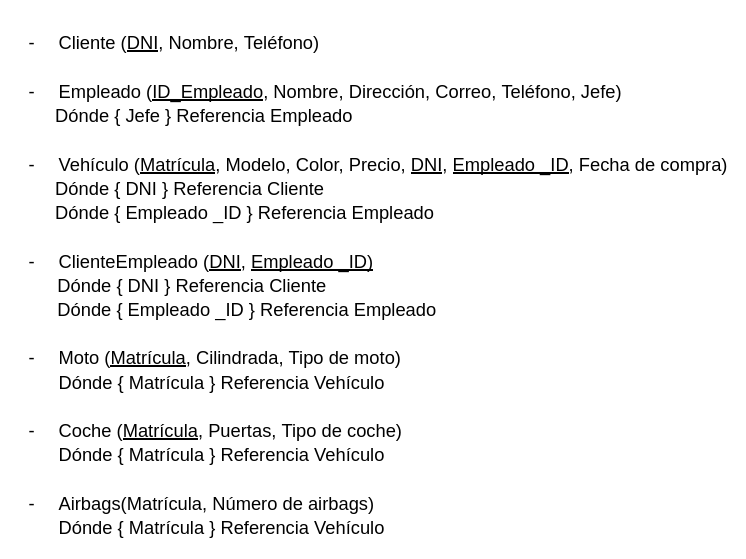 - Cliente (DNI, Nombre, Teléfono)
- Empleado (ID_Empleado, Nombre, Dirección, Correo, Teléfono, Jefe)
Dónde { Jefe } Referencia Empleado
- Vehículo (Matrícula, Modelo, Color, Precio, DNI, Empleado _ID, Fecha de compra)
Dónde { DNI } Referencia Cliente
Dónde { Empleado _ID } Referencia Empleado
- ClienteEmpleado (DNI, Empleado _ID)
Dónde { DNI } Referencia Cliente
Dónde { Empleado _ID } Referencia Empleado
- Moto (Matrícula, Cilindrada, Tipo de moto)
Dónde { Matrícula } Referencia Vehículo
- Coche (Matrícula, Puertas, Tipo de coche)
Dónde { Matrícula } Referencia Vehículo
- Airbags(Matrícula, Número de airbags)
Dónde { Matrícula } Referencia Vehículo